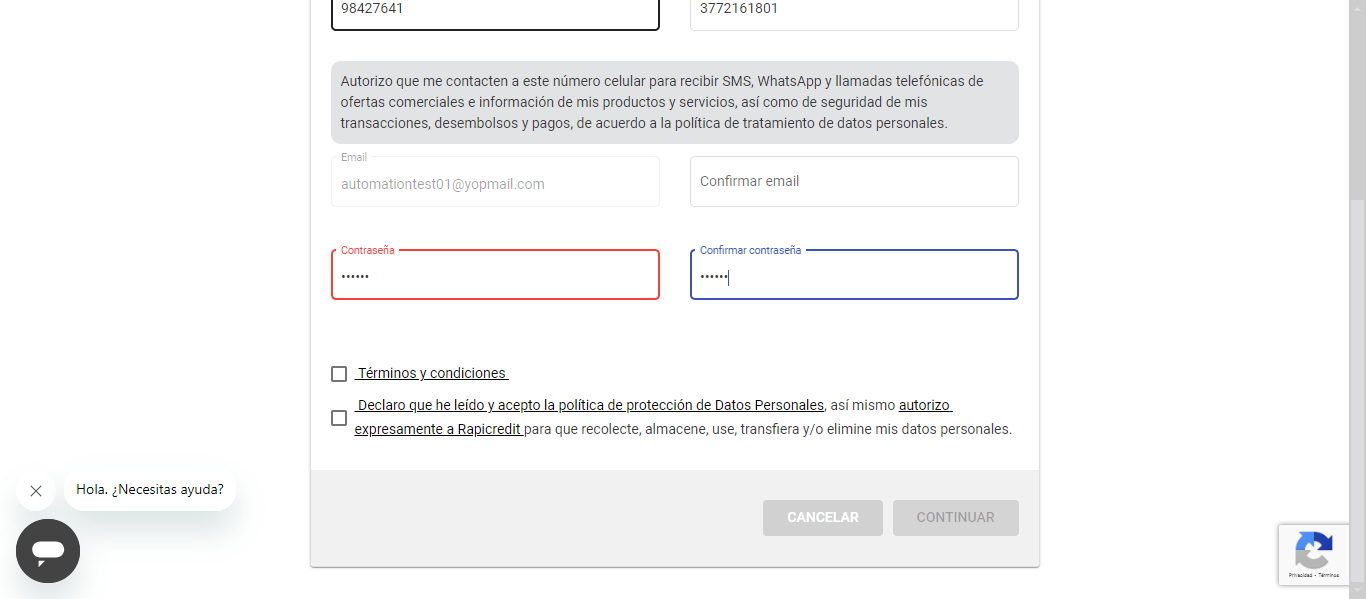 98427641
3772161801
Autorizo que me contacten a este número celular para recibir SMS, WhatsApp y llamadas telefónicas de
ofertas comerciales e información de mis productos y servicios, así como de seguridad de mis
transacciones, desembolsos y pagos, de acuerdo a la política de tratamiento de datos personales.
Email
automationtest01@yopmail.com
Confirmar email
Contraseña
••••••
Confirmar contraseña
••••••
Términos y condiciones
Declaro que he leído y acepto la política de protección de Datos Personales, así mismo autorizo
expresamente a Rapicredit para que recolecte, almacene, use, transfiera y/o elimine mis datos personales.
Hola. ¿Necesitas ayuda?
CANCELAR
CONTINUAR
Privacidad - Términos